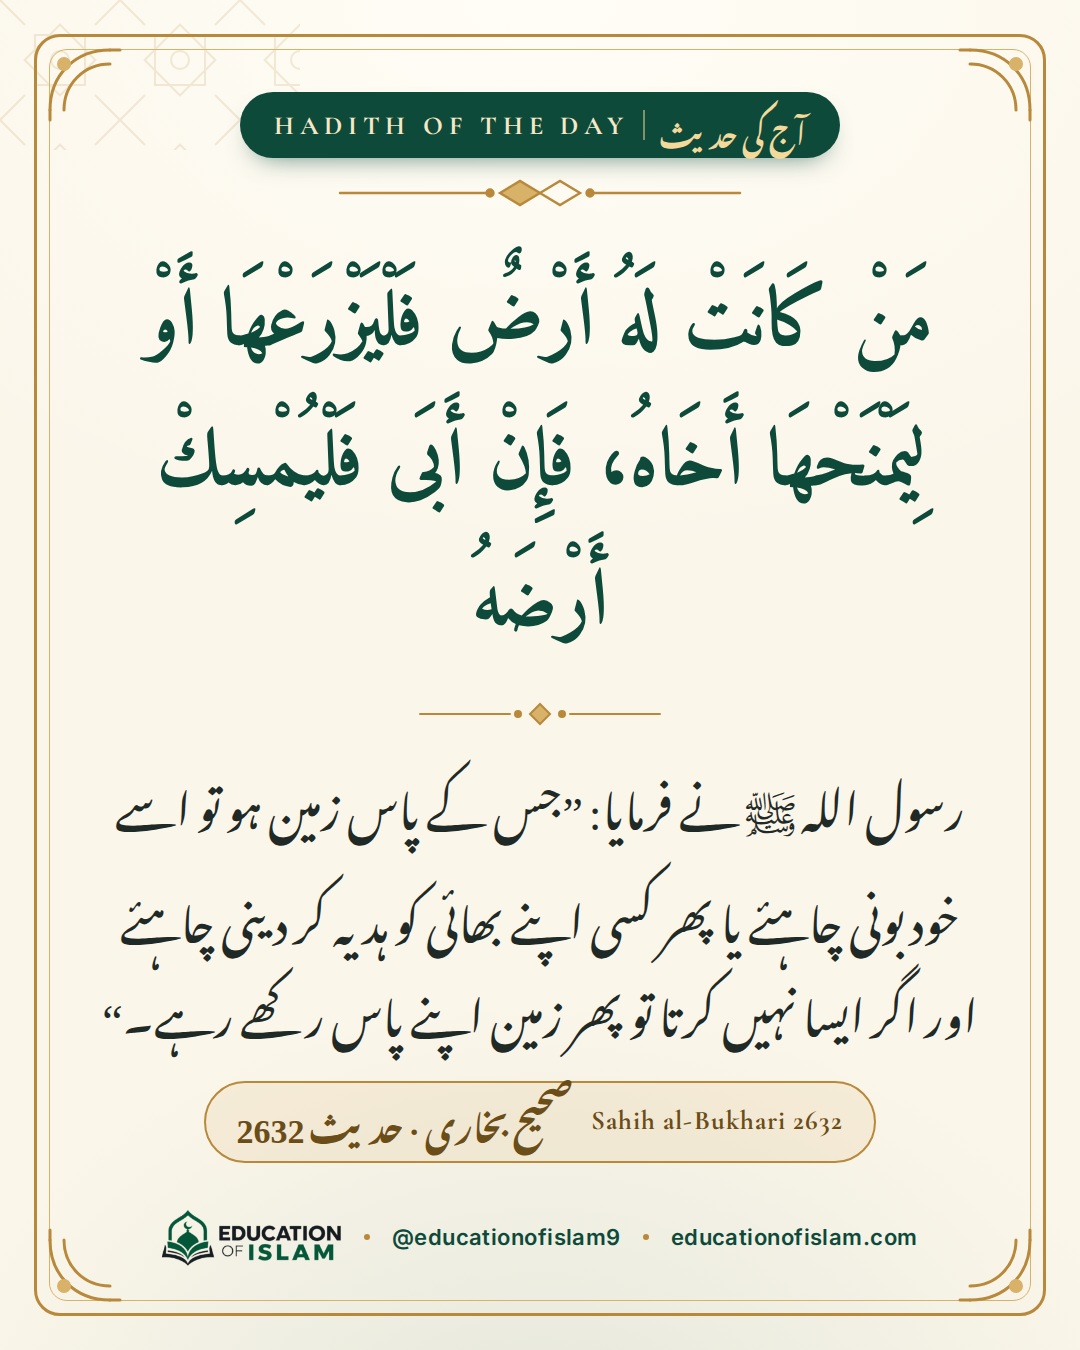 HADITH OF THE DAY | آج کی حدیث
مَنْ كَانَتْ لَهُ أَرْضٌ فَلْيَزْرَعْهَا أَوْ
لِيَمْنَحْهَا أَخَاهُ، فَإِنْ أَبَى فَلْيُمْسِكْ
أَرْضَهُ
رسول اللہ ﷺ نے فرمایا: ”جس کے پاس زمین ہو تو اسے
خود بونی چاہئے یا پھر کسی اپنے بھائی کو ہدیہ کر دینی چاہئے
اور اگر ایسا نہیں کرتا تو پھر زمین اپنے پاس رکھے رہے۔“
صحیح بخاری · حدیث 2632 Sahih al-Bukhari 2632
EDUCATION OF ISLAM • @educationofislam9 • educationofislam.com